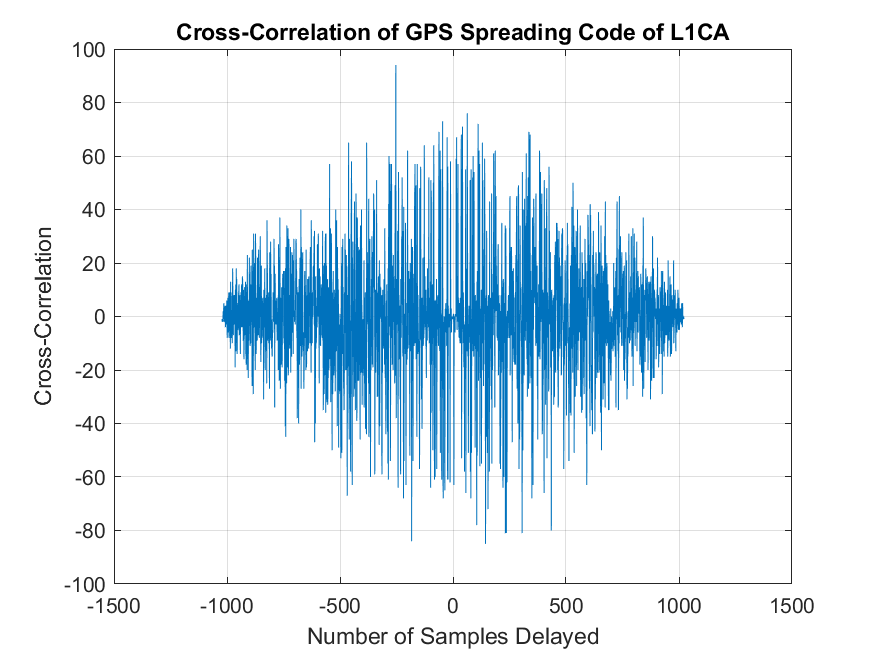 Cross-Correlation of GPS Spreading Code of L1CA
100
80
60
40
20
0
-20
-40
-60
-80
-100
Cross-Correlation
-1500 -1000 -500 0 500 1000 1500
Number of Samples Delayed